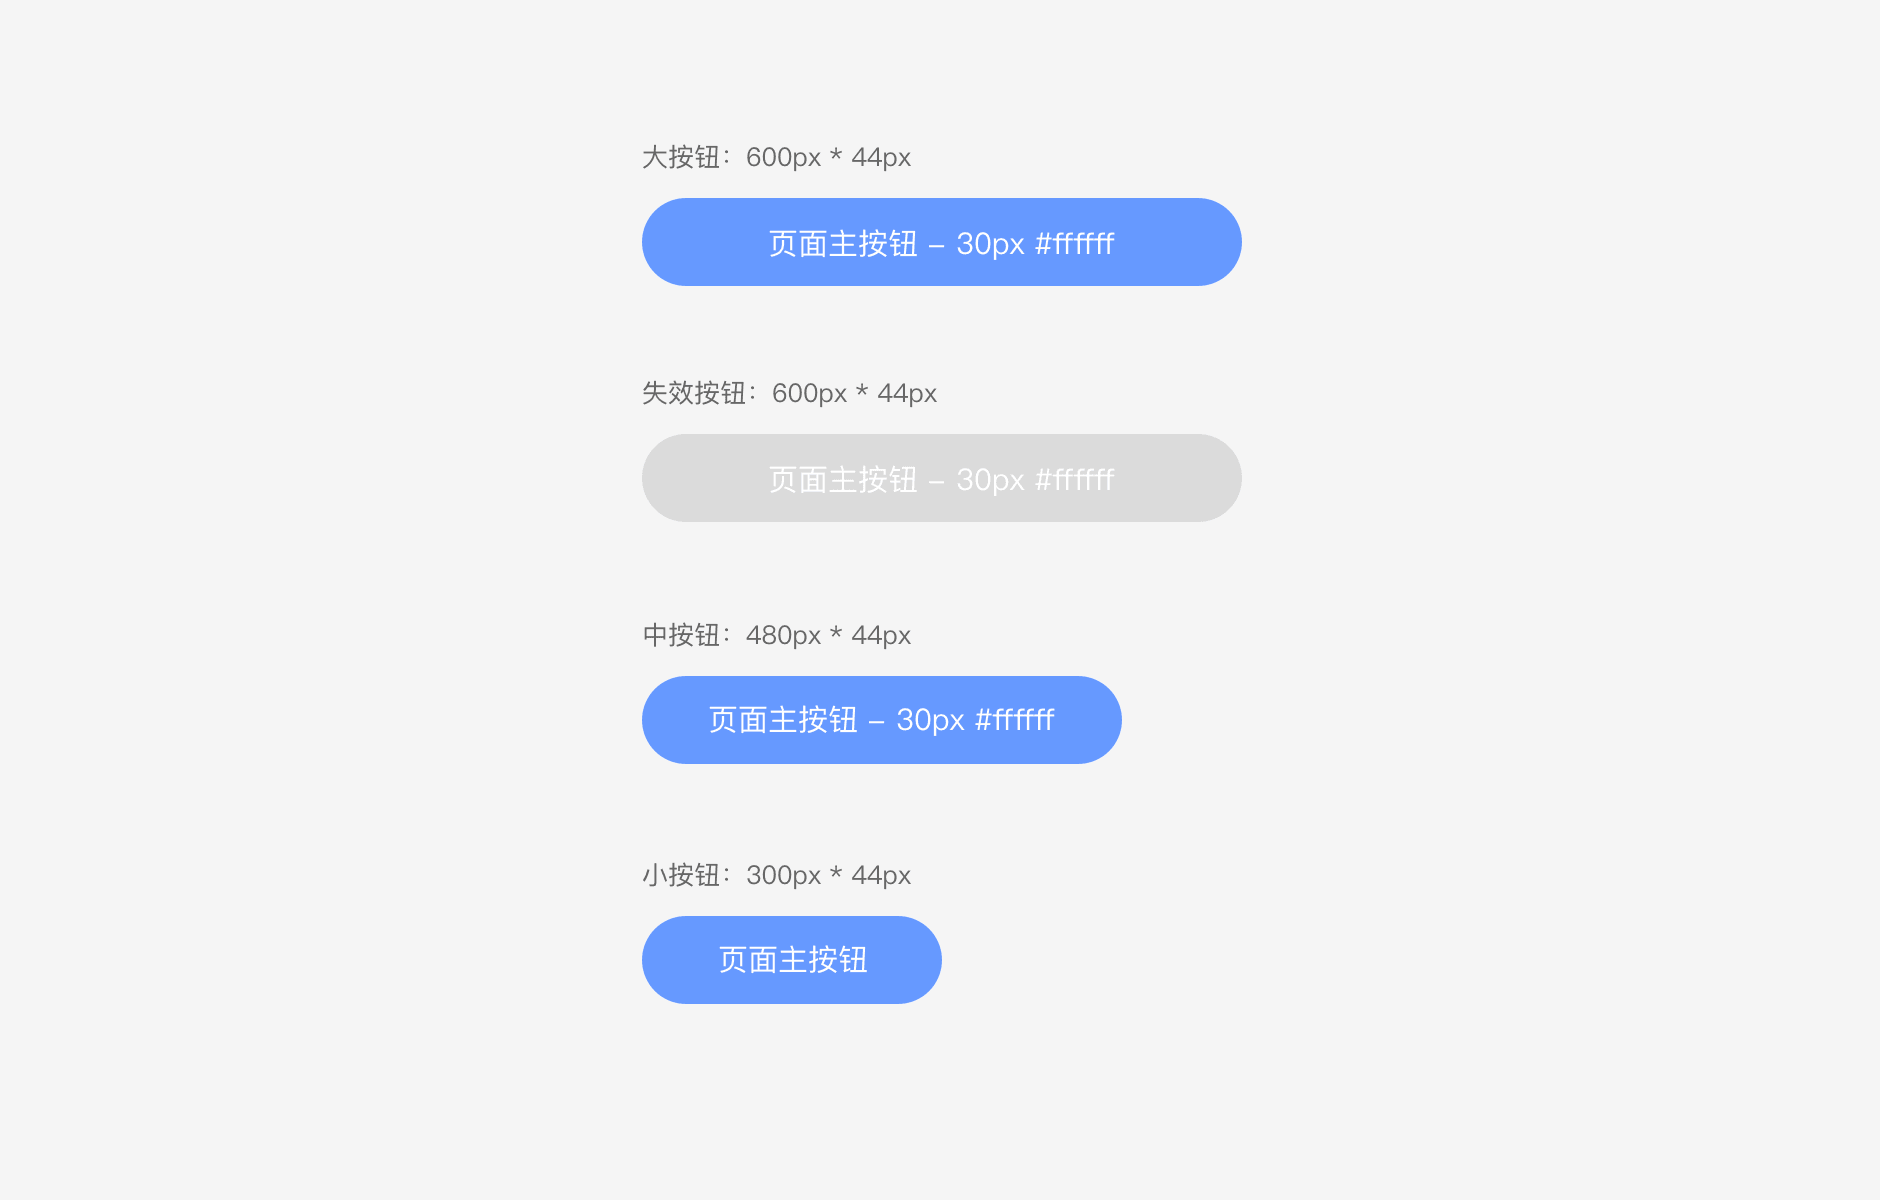 大按钮：600px * 44px
页面主按钮 – 30px #ffffff
失效按钮：600px * 44px
页面主按钮 – 30px #ffffff
中按钮：480px * 44px
页面主按钮 – 30px #ffffff
小按钮：300px * 44px
页面主按钮